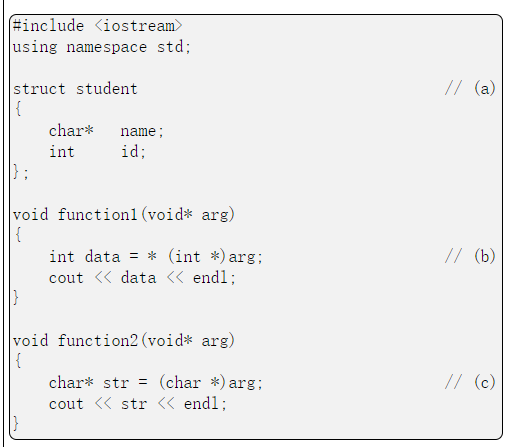 #include <iostream>
using namespace std;
struct student // (a)
{
char* name;
int id;
};
void function1(void* arg)
{
int data = * (int *)arg; // (b)
cout << data << endl;
}
void function2(void* arg)
{
char* str = (char *)arg; // (c)
cout << str << endl;
}